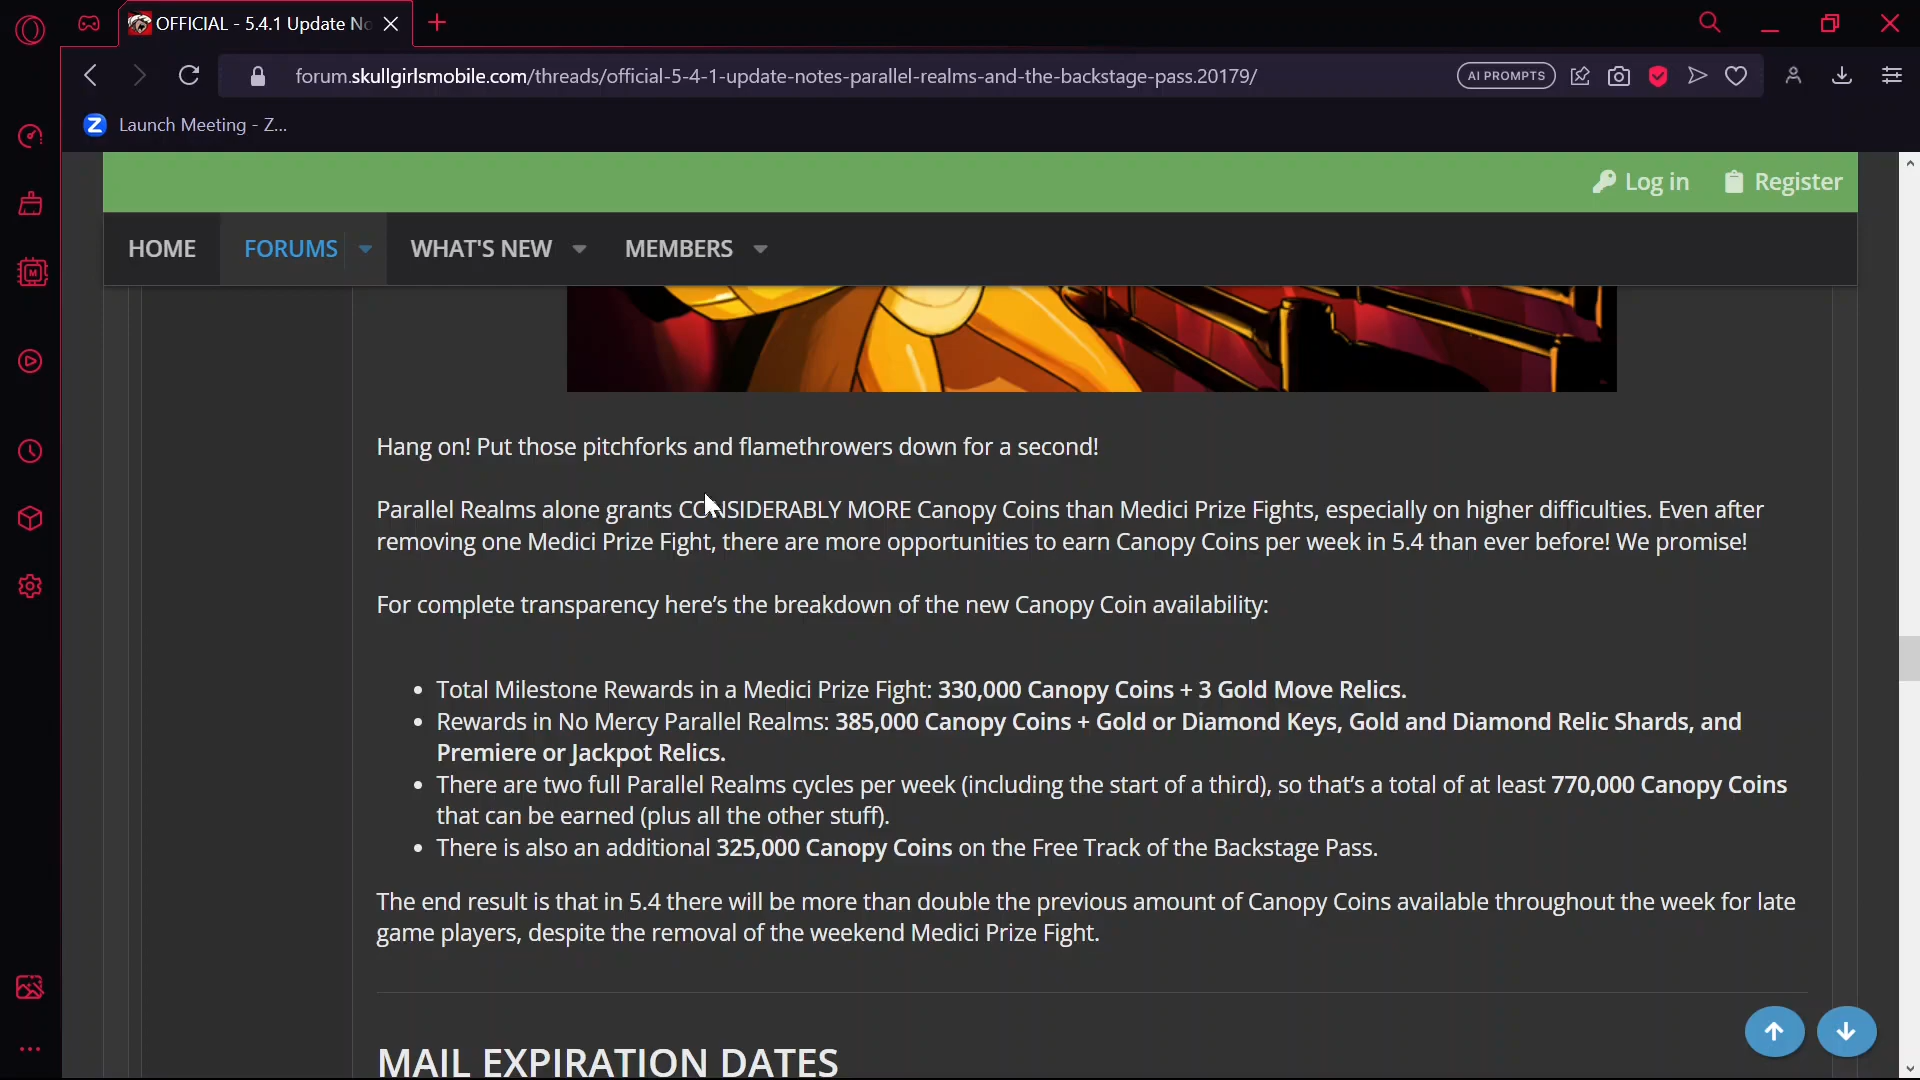 OFFICIAL - 5.4.1 Update No
forum.skullgirlsmobile.com/threads/official-5-4-1-update-notes-parallel-realms-and-the-backstage-pass.20179/
AI PROMPTS
Z Launch Meeting - Z...
Log in
Register
HOME
FORUMS
WHAT'S NEW
MEMBERS
Hang on! Put those pitchforks and flamethrowers down for a second!
Parallel Realms alone grants CONSIDERABLY MORE Canopy Coins than Medici Prize Fights, especially on higher difficulties. Even after
removing one Medici Prize Fight, there are more opportunities to earn Canopy Coins per week in 5.4 than ever before! We promise!
For complete transparency here’s the breakdown of the new Canopy Coin availability:
• Total Milestone Rewards in a Medici Prize Fight: 330,000 Canopy Coins + 3 Gold Move Relics.
• Rewards in No Mercy Parallel Realms: 385,000 Canopy Coins + Gold or Diamond Keys, Gold and Diamond Relic Shards, and
Premiere or Jackpot Relics.
• There are two full Parallel Realms cycles per week (including the start of a third), so that’s a total of at least 770,000 Canopy Coins
that can be earned (plus all the other stuff).
• There is also an additional 325,000 Canopy Coins on the Free Track of the Backstage Pass.
The end result is that in 5.4 there will be more than double the previous amount of Canopy Coins available throughout the week for late
game players, despite the removal of the weekend Medici Prize Fight.
MAIL EXPIRATION DATES